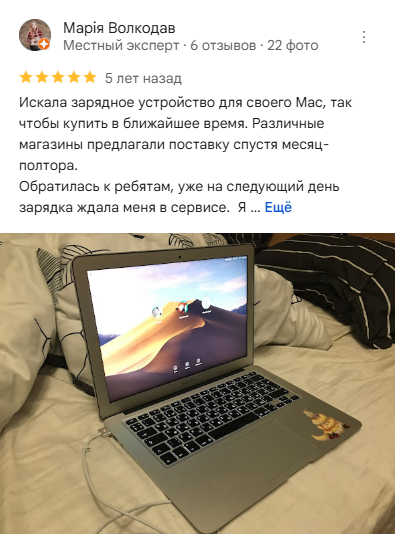 Марія Волкодав
Местный эксперт · 6 отзывов · 22 фото
5 лет назад
Искала зарядное устройство для своего Mac, так
чтобы купить в ближайшее время. Различные
магазины предлагали поставку спустя месяц-
полтора.
Обратилась к ребятам, уже на следующий день
зарядка ждала меня в сервисе. Я ... Ещё